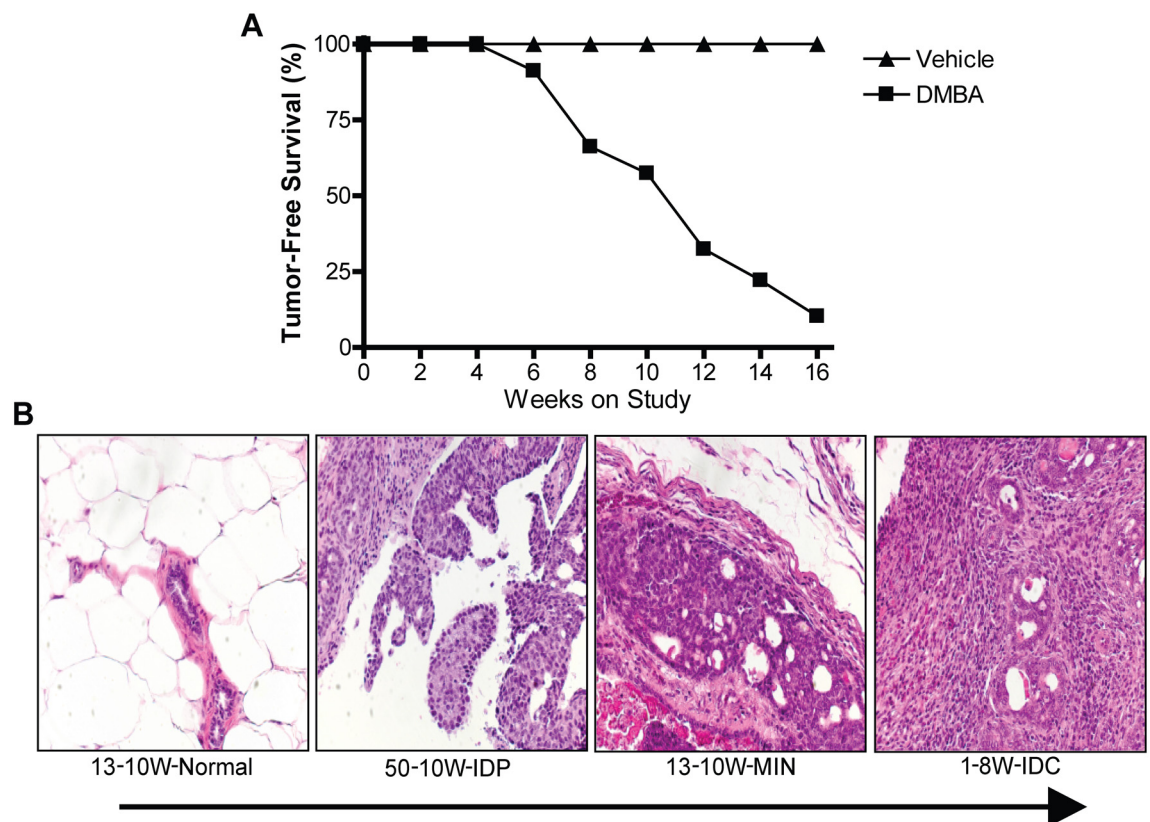 A
Tumor-Free Survival (%)
100
75
50
25
0
0 2 4 6 8 10 12 14 16
Weeks on Study
Vehicle
DMBA
B
13-10W-Normal 50-10W-IDP 13-10W-MIN 1-8W-IDC